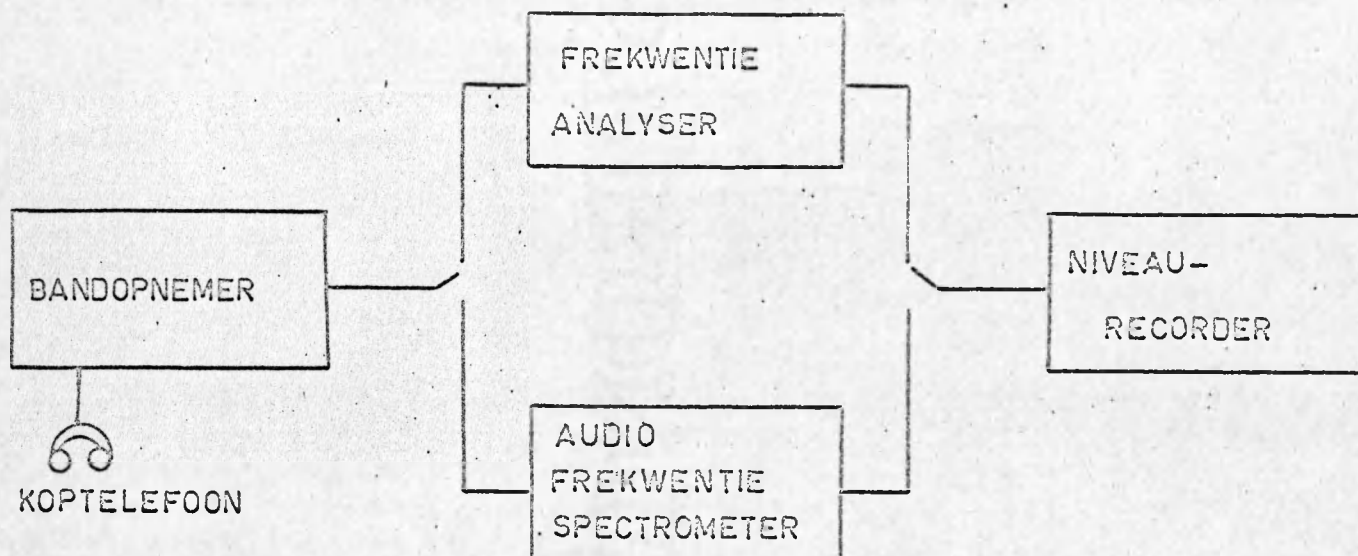 FREKWENTIE
ANALYSER
BANDOPNEMER
KOPTELEFOON
AUDIO
FREKWENTIE
SPECTROMETER
NIVEAU-
RECORDER